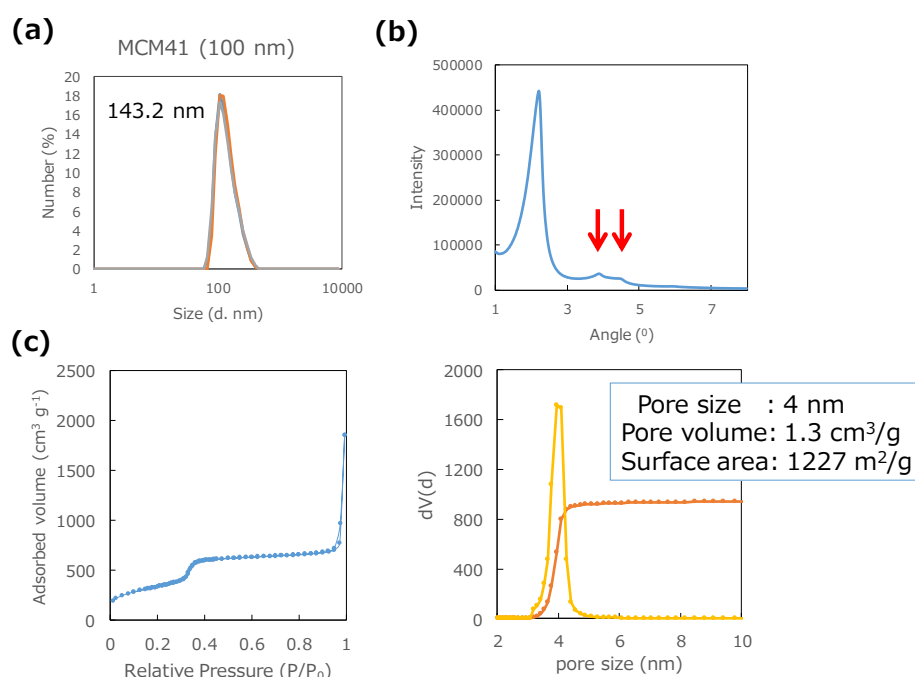 (a)
MCM41 (100 nm)
143.2 nm
Number (%)
20
18
16
14
12
10
8
6
4
2
0
1
100
10000
Size (d. nm)
(b)
Intensity
500000
400000
300000
200000
100000
0
1
3
5
7
Angle (⁰)
(c)
Adsorbed volume (cm³ g⁻¹)
2500
2000
1500
1000
500
0
0
0.2
0.4
0.6
0.8
1
Relative Pressure (P/P₀)
dV(d)
2000
1600
1200
800
400
0
2
4
6
8
10
pore size (nm)
Pore size : 4 nm
Pore volume: 1.3 cm³/g
Surface area: 1227 m²/g